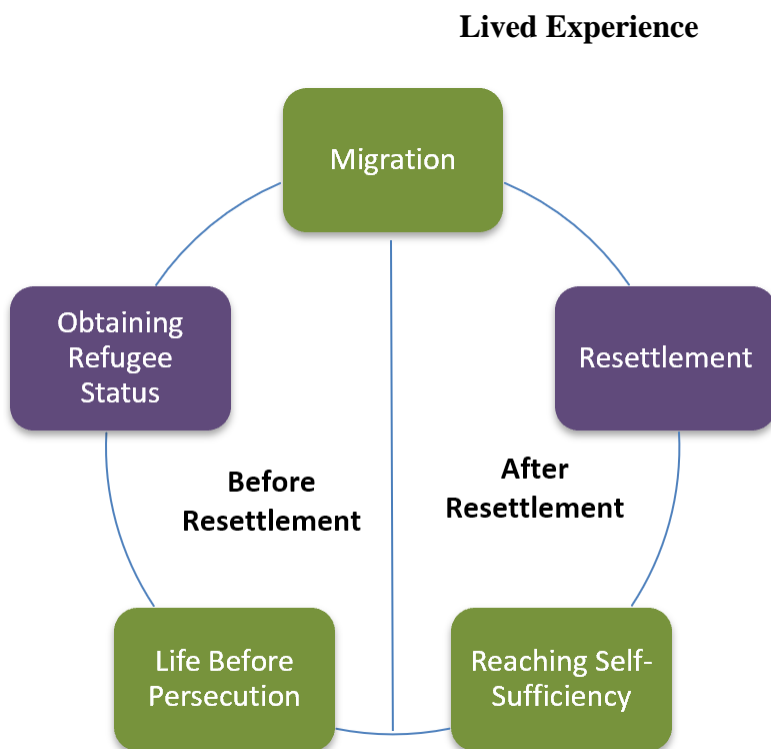 Lived Experience
Migration
Obtaining
Refugee
Status
Resettlement
Before
Resettlement
After
Resettlement
Life Before
Persecution
Reaching Self-
Sufficiency